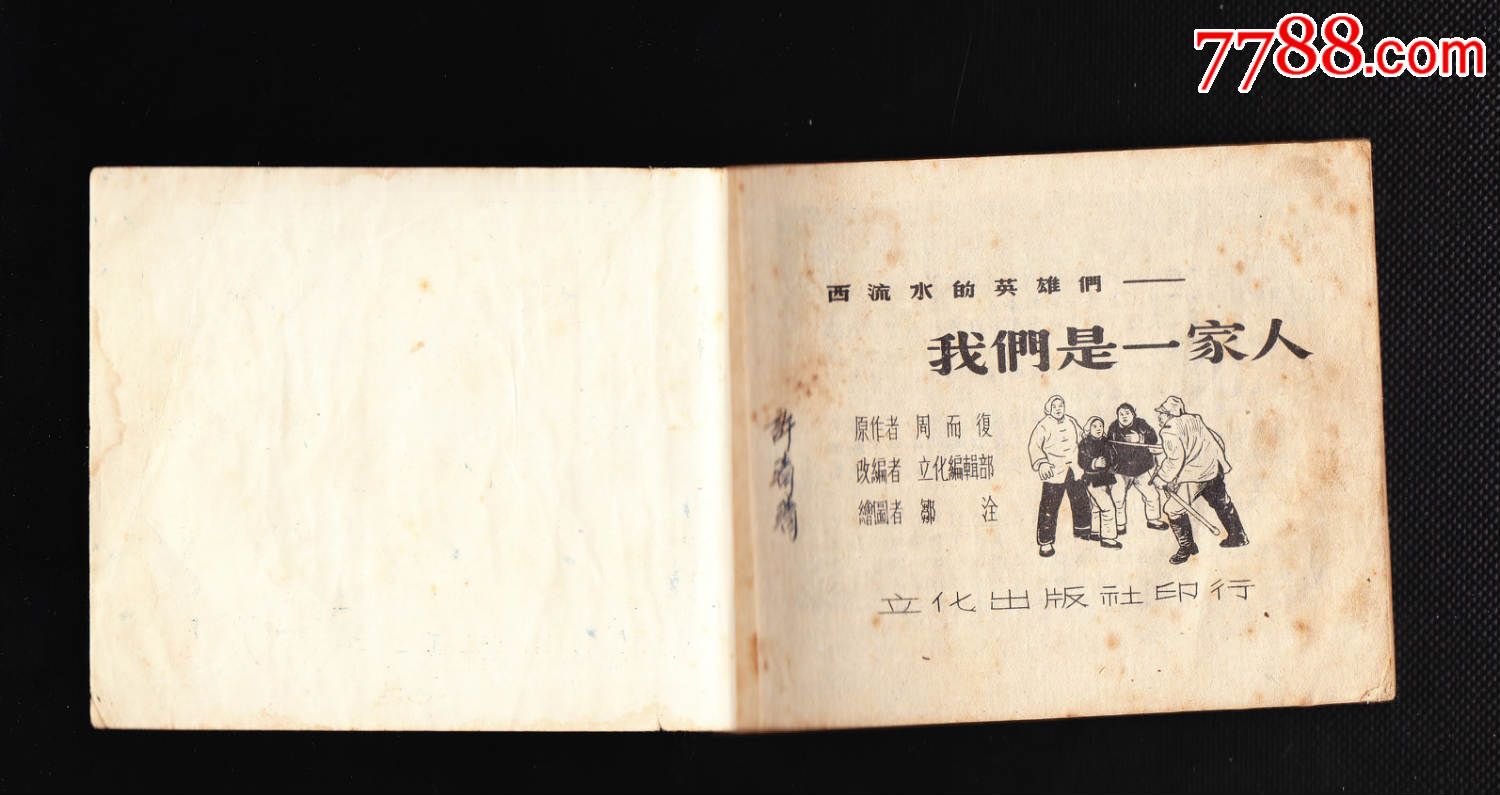 7788.com
西流水的英雄們——
我們是一家人
原作者 周而復
改編者 立化編輯部
繪圖者 鄒洤
立化出版社印行